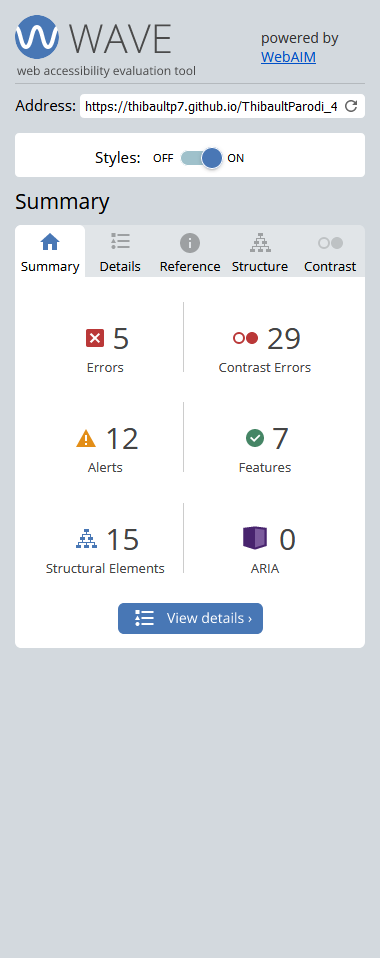 WAVE
powered by
WebAIM
web accessibility evaluation tool
Address: https://thibaultp7.github.io/ThibaultParodi_4
Styles: OFF ON
Summary
Summary Details Reference Structure Contrast
5 29
Errors Contrast Errors
12 7
Alerts Features
15 0
Structural Elements ARIA
View details ›